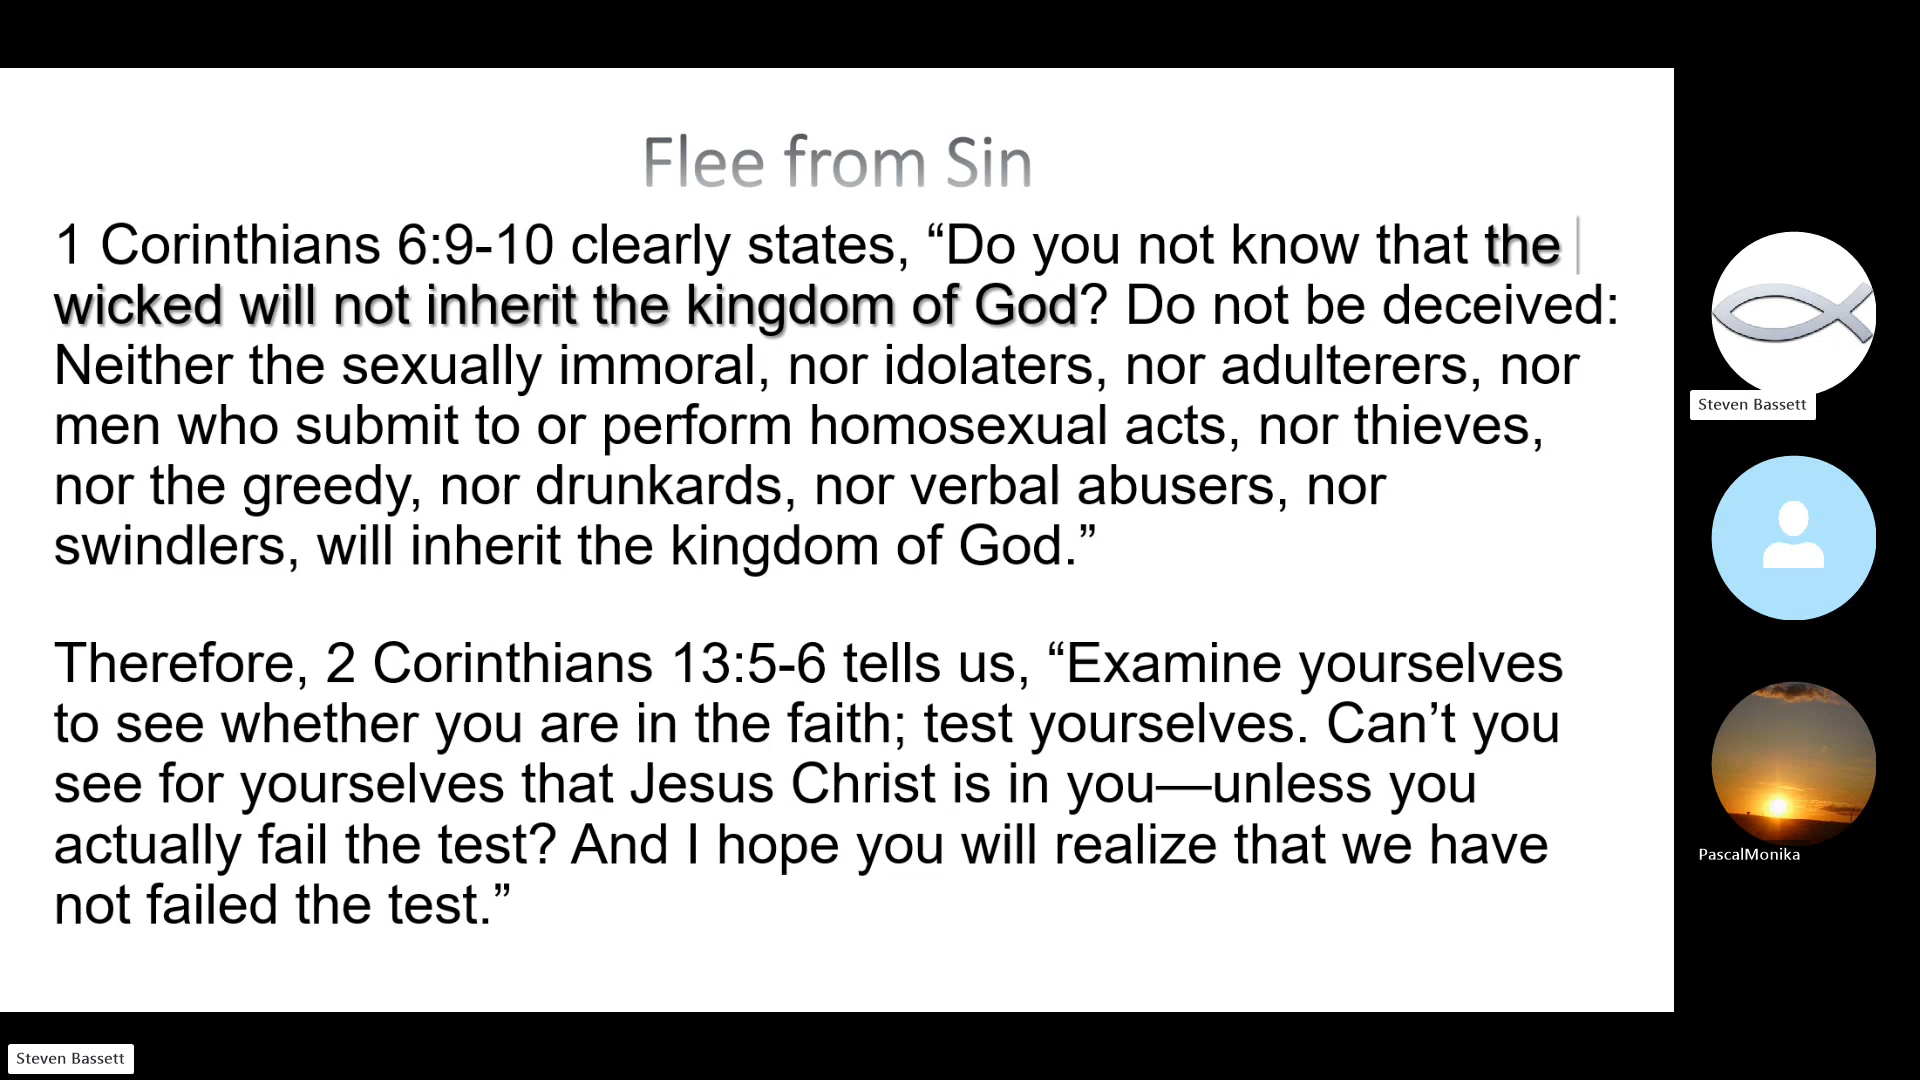 Flee from Sin
1 Corinthians 6:9-10 clearly states, “Do you not know that the
wicked will not inherit the kingdom of God? Do not be deceived:
Neither the sexually immoral, nor idolaters, nor adulterers, nor
men who submit to or perform homosexual acts, nor thieves,
nor the greedy, nor drunkards, nor verbal abusers, nor
swindlers, will inherit the kingdom of God.”
Therefore, 2 Corinthians 13:5-6 tells us, “Examine yourselves
to see whether you are in the faith; test yourselves. Can’t you
see for yourselves that Jesus Christ is in you—unless you
actually fail the test? And I hope you will realize that we have
not failed the test.”
Steven Bassett
PascalMonika
Steven Bassett